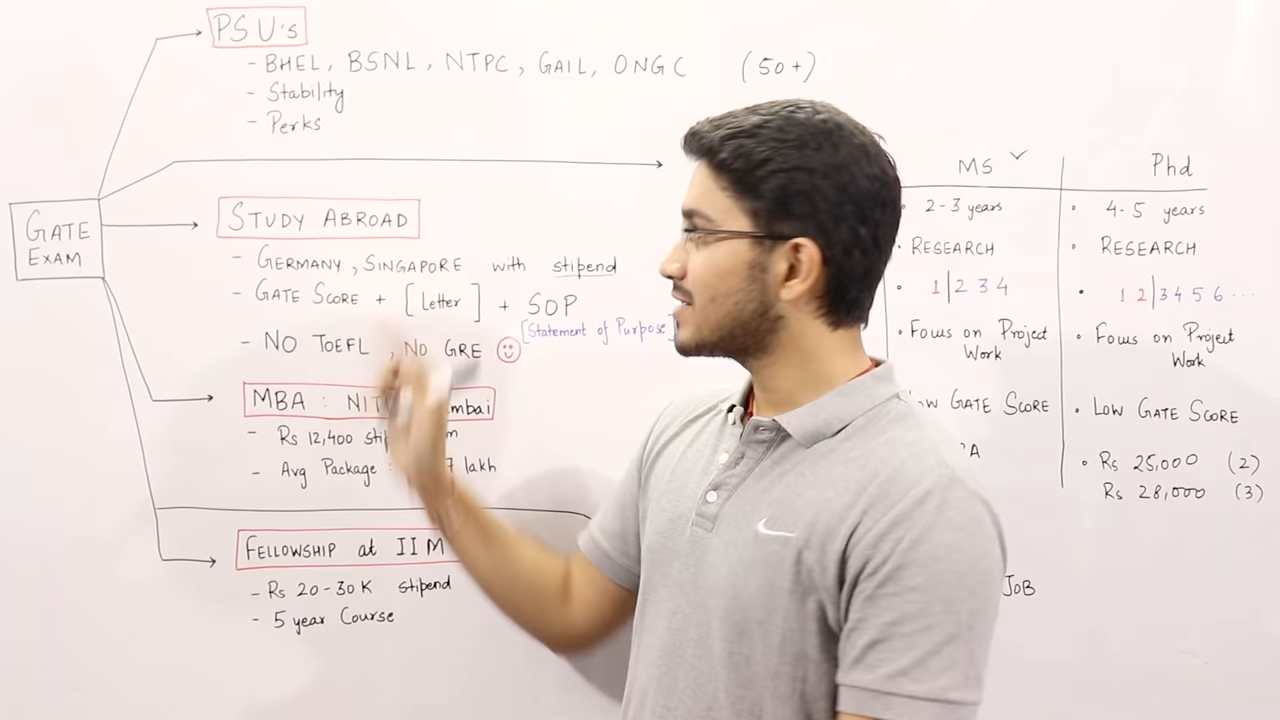 PSU's
- BHEL, BSNL, NTPC, GAIL, ONGC (50+)
- Stability
- Perks
GATE
EXAM
STUDY ABROAD
- GERMANY, SINGAPORE with stipend
- GATE SCORE + [Letter] + SOP
[Statement of Purpose]
- NO TOEFL, NO GRE
MBA : 
- Rs 12,400
- Avg Package : lakh
FELLOWSHIP at IIM
- Rs 20-30K stipend
- 5 year Course
MS ✓
• 2-3 years
• RESEARCH
• 1|2 3 4
• Focus on Project
Work
GATE SCORE
Phd
• 4-5 years
• RESEARCH
• 1 2|3 4 5 6 ...
• Focus on Project
Work
• LOW GATE SCORE
• Rs 25,000 (2)
Rs 28,000 (3)
JOB